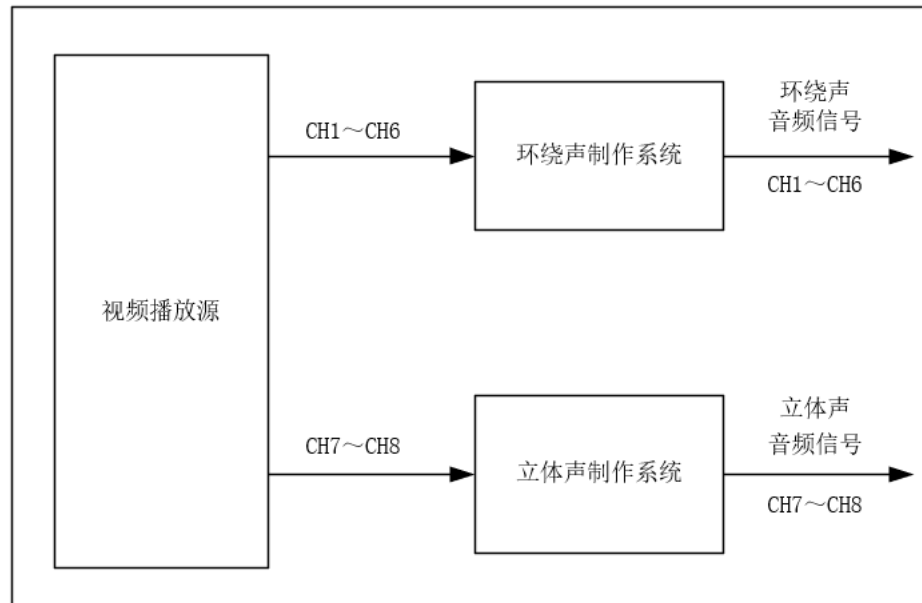 视频播放源
CH1～CH6
环绕声制作系统
环绕声
音频信号
CH1～CH6
CH7～CH8
立体声制作系统
立体声
音频信号
CH7～CH8